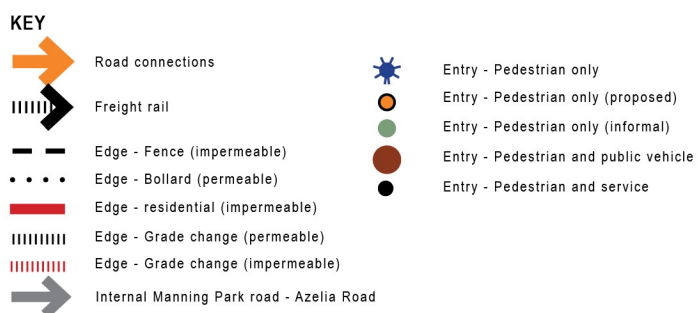 KEY
Road connections
Freight rail
Edge - Fence (impermeable)
Edge - Bollard (permeable)
Edge - residential (impermeable)
Edge - Grade change (permeable)
Edge - Grade change (impermeable)
Internal Manning Park road - Azelia Road
Entry - Pedestrian only
Entry - Pedestrian only (proposed)
Entry - Pedestrian only (informal)
Entry - Pedestrian and public vehicle
Entry - Pedestrian and service